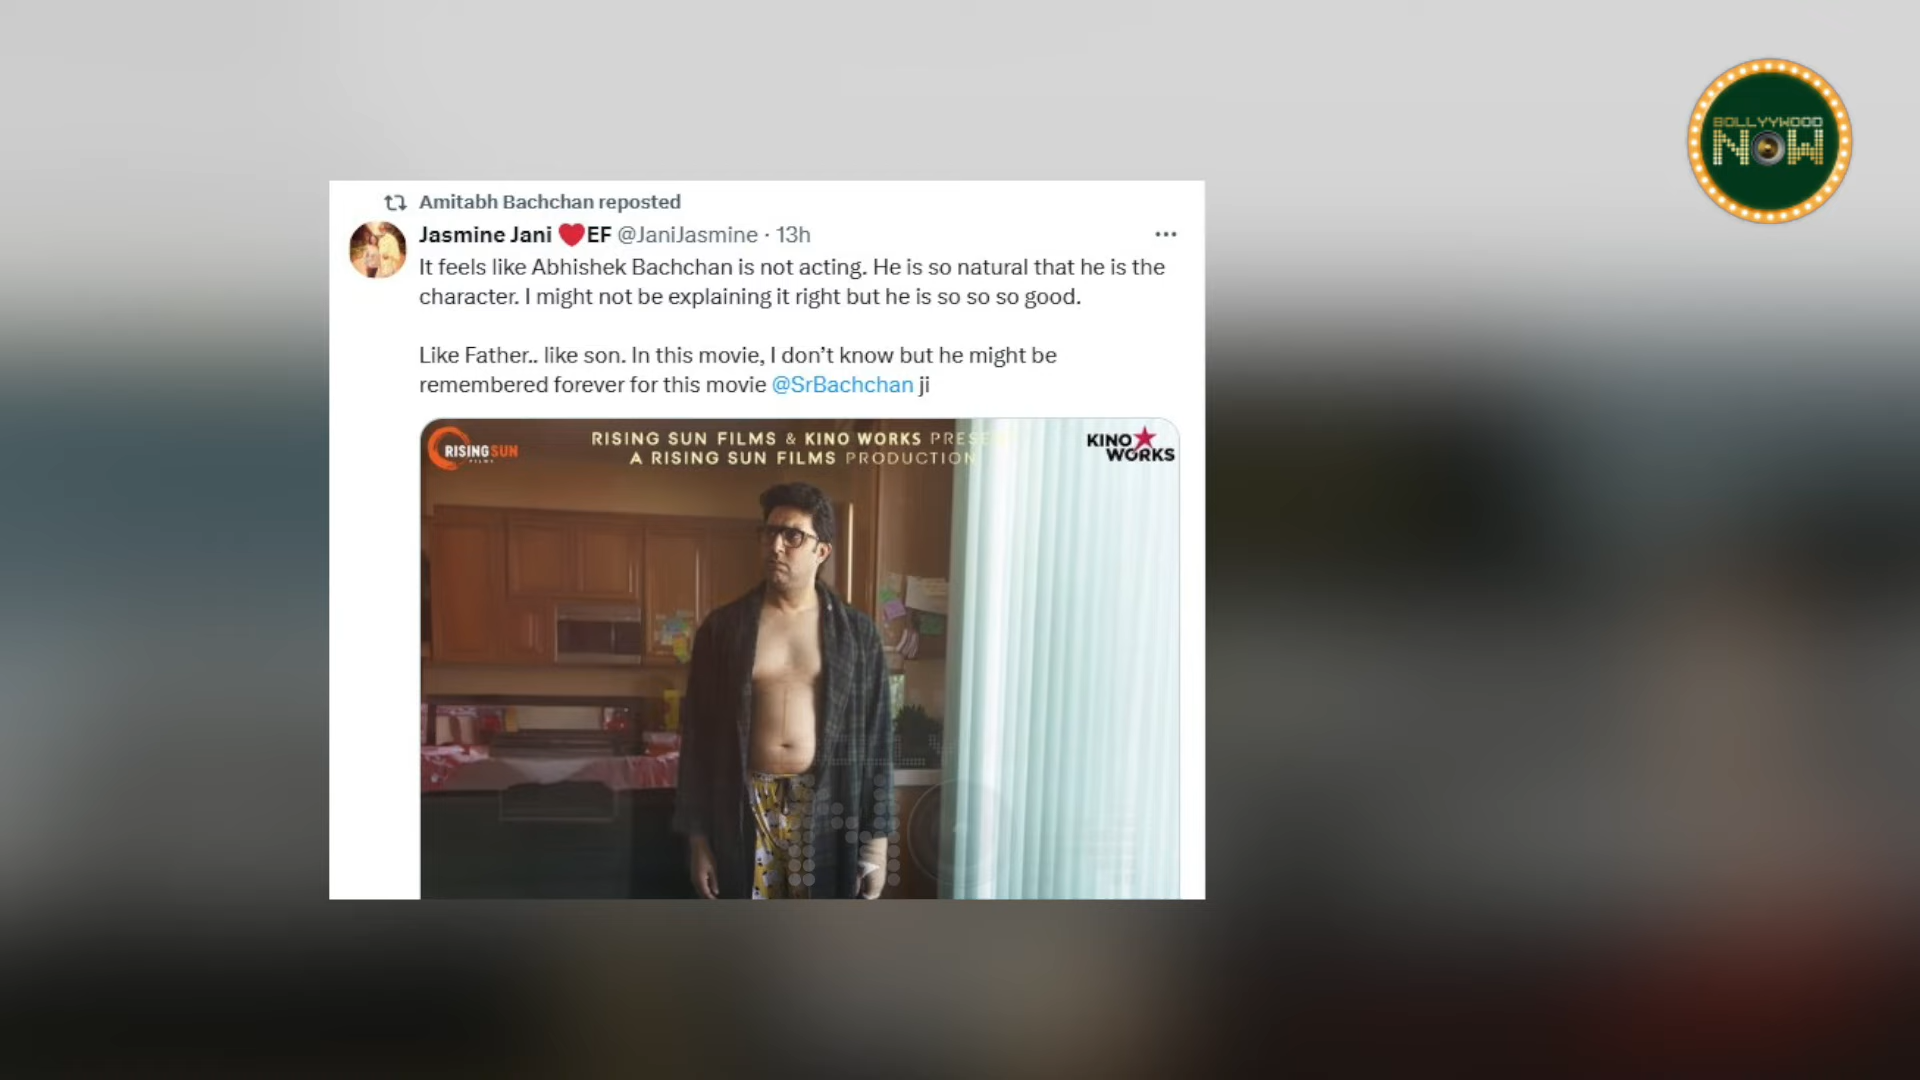 BOLLYYWOOD
NOW
Amitabh Bachchan reposted
Jasmine Jani ❤️EF @JaniJasmine · 13h
It feels like Abhishek Bachchan is not acting. He is so natural that he is the
character. I might not be explaining it right but he is so so so good.
Like Father.. like son. In this movie, I don’t know but he might be
remembered forever for this movie @SrBachchan ji
RISING SUN
FILMS
RISING SUN FILMS & KINO WORKS PRESE
A RISING SUN FILMS PRODUCTION
KINO
WORKS